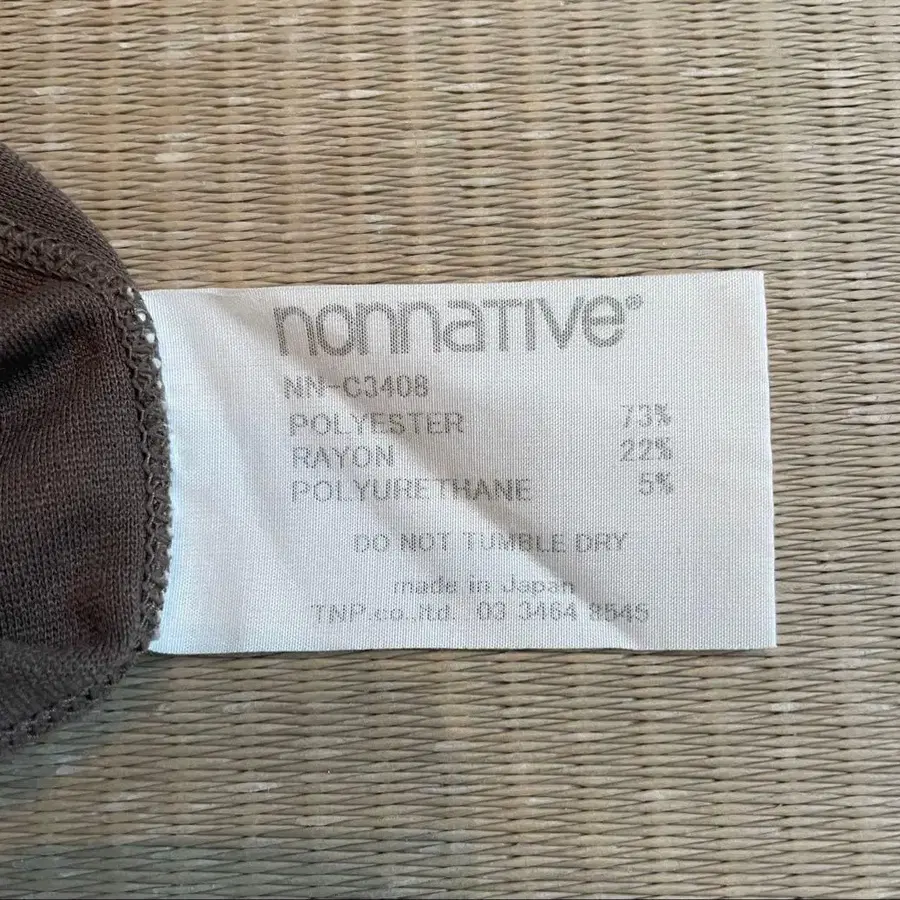 nonnative®
NN-C3408
POLYESTER 73%
RAYON 22%
POLYURETHANE 5%
DO NOT TUMBLE DRY
made in Japan
TNP.co.,ltd. 03 3464 8545